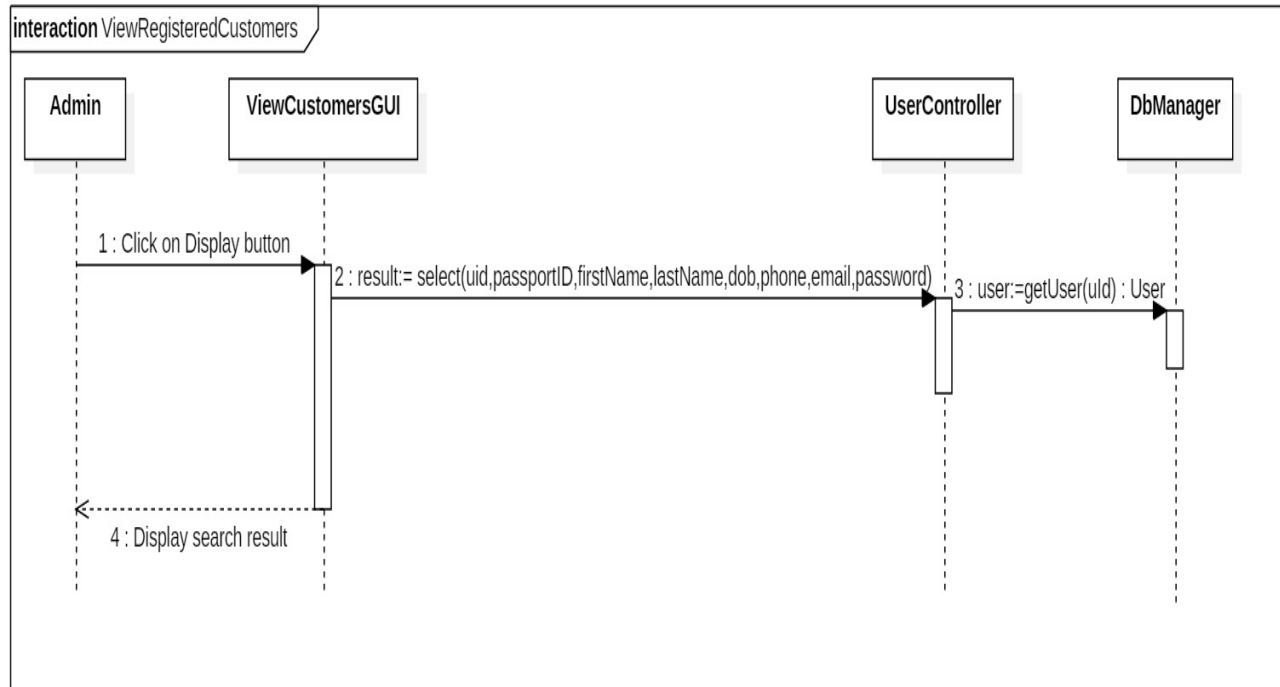 interaction ViewRegisteredCustomers
Admin
ViewCustomersGUI
UserController
DbManager
1 : Click on Display button
2 : result:= select(uid,passportID,firstName,lastName,dob,phone,email,password)
3 : user:=getUser(uId) : User
4 : Display search result